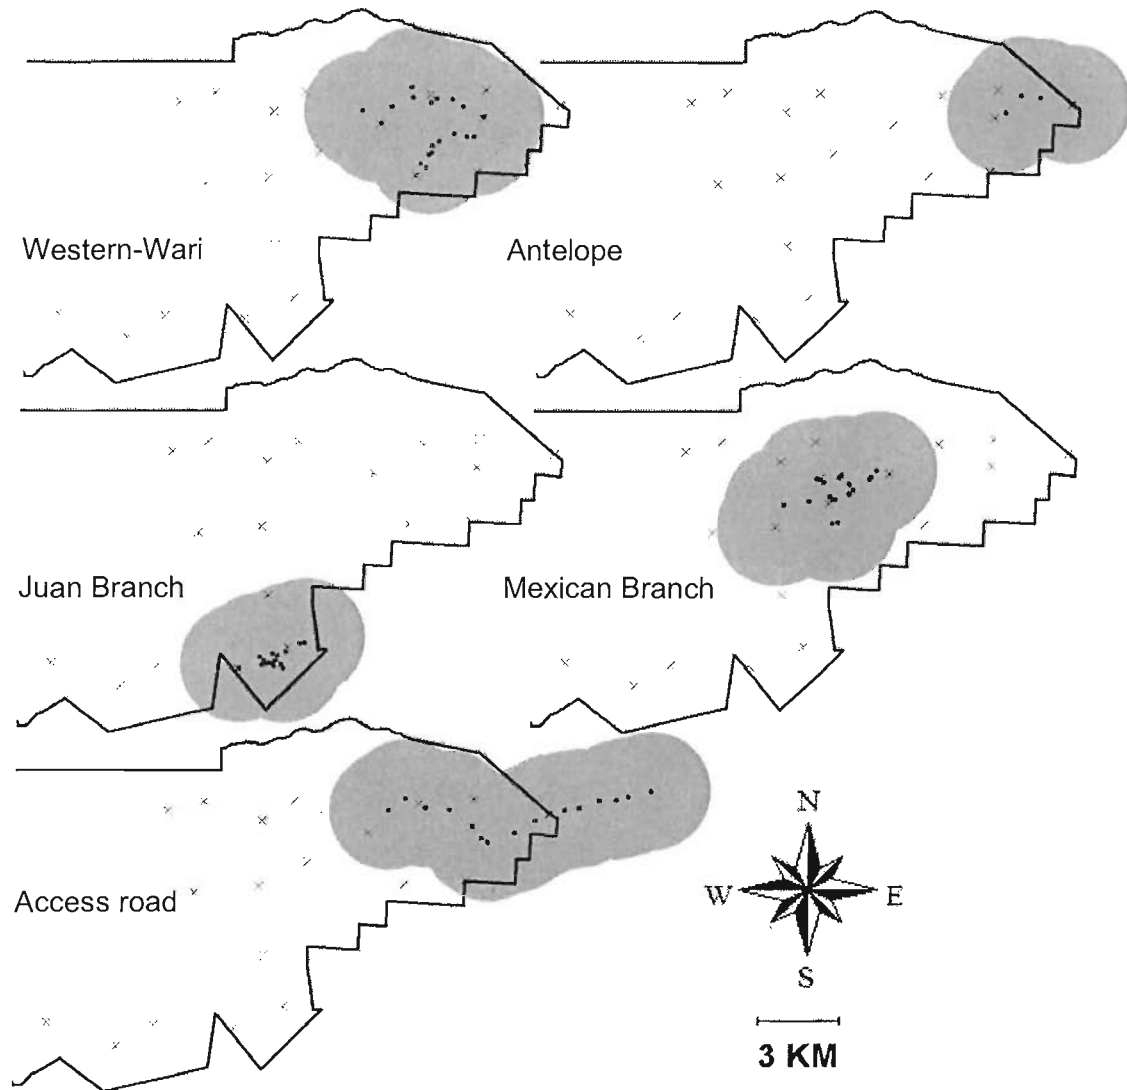 Western-Wari
Antelope
Juan Branch
Mexican Branch
Access road
N
W E
S
3 KM